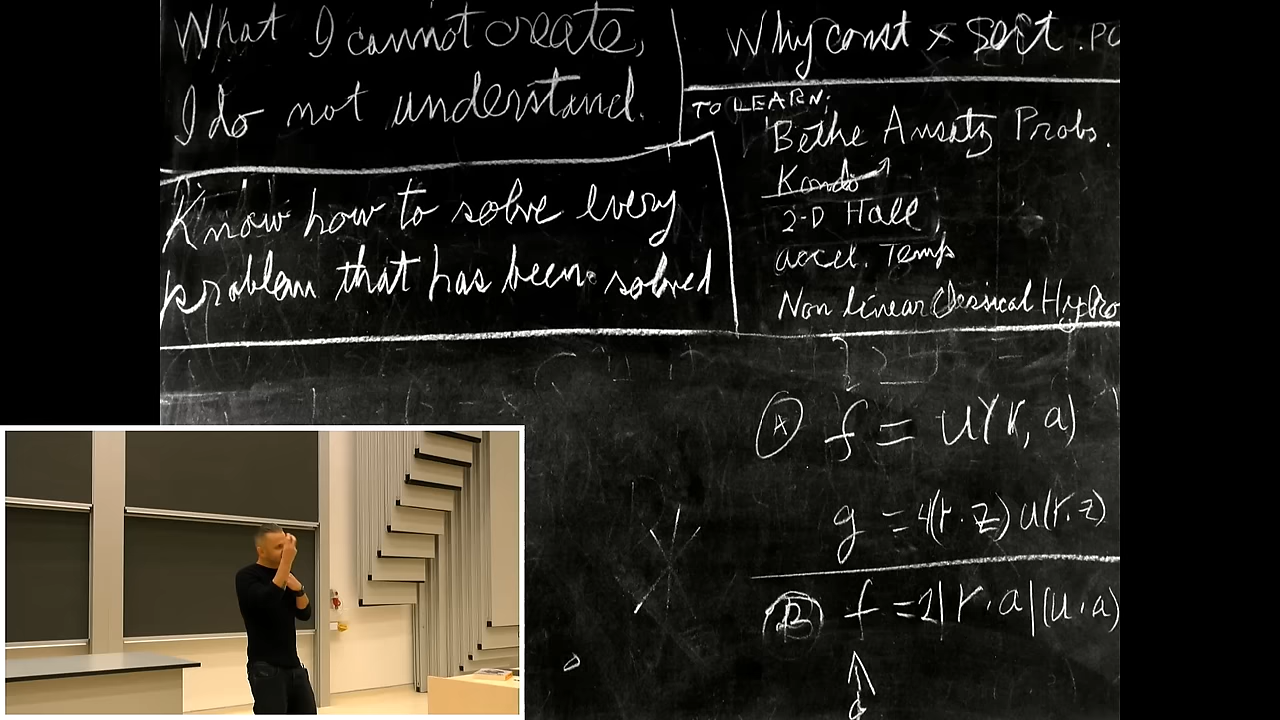 What I cannot create,
I do not understand.
Know how to solve every
problem that has been solved
Why const × sort . PO
TO LEARN:
Bethe Ansatz Probs.
Kondo
2-D Hall
accel. Temp
Non linear Classical Hydro
A f = u(r, a)
g = 4(r·z) u(r,z)
B f = 2|r·a|(u·a)